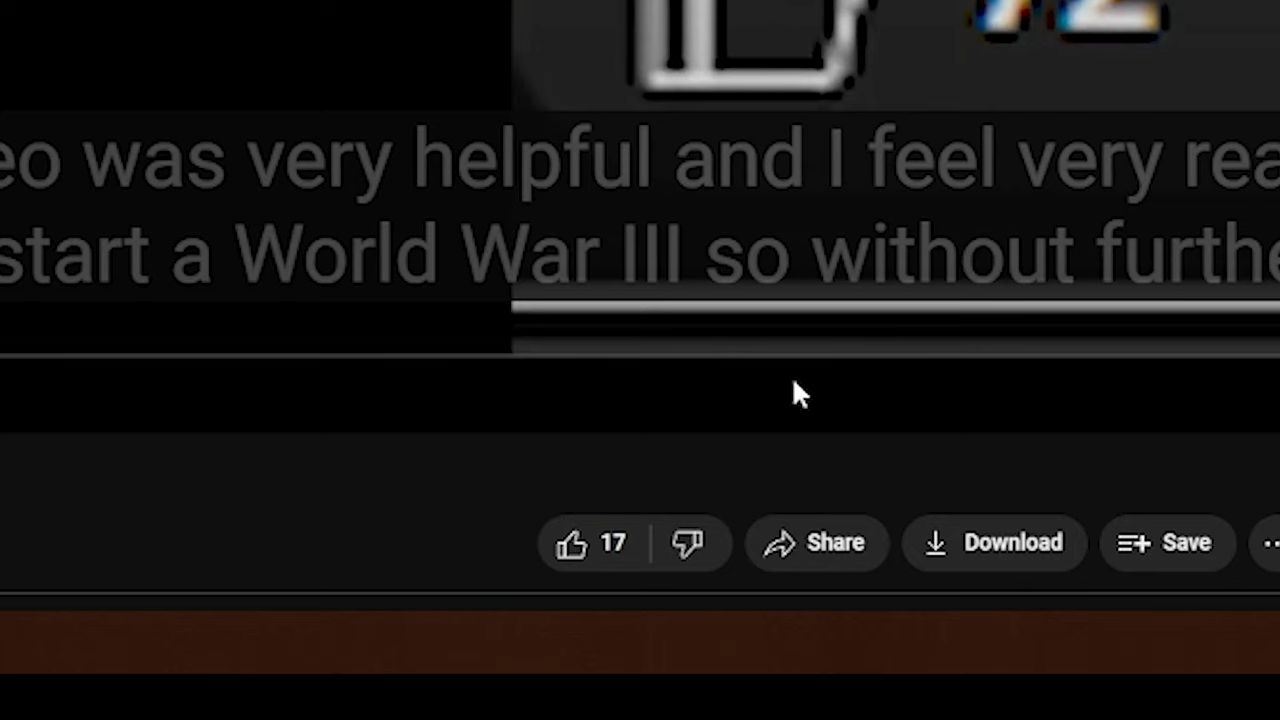 eo was very helpful and I feel very rea
start a World War III so without furthe
17 Share Download Save